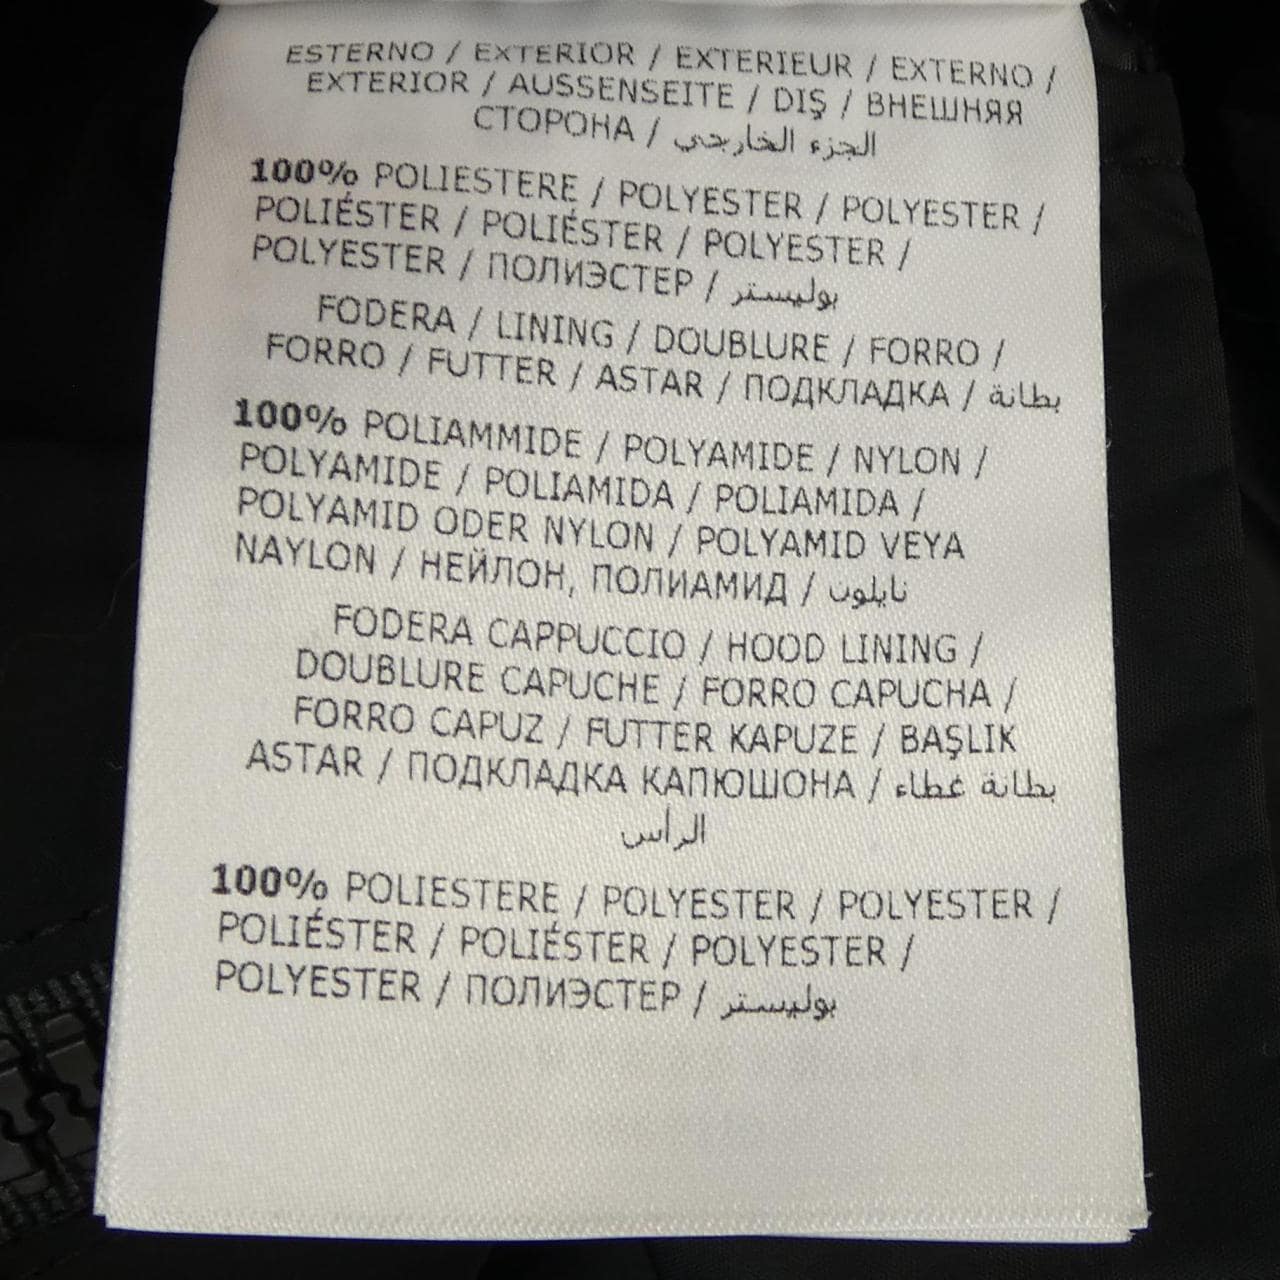 ESTERNO / EXTERIOR / EXTERIEUR / EXTERNO /
EXTERIOR / AUSSENSEITE / DIŞ / ВНЕШНЯЯ
СТОРОНА / الجزء الخارجي
100% POLIESTERE / POLYESTER / POLYESTER /
POLIÉSTER / POLIÉSTER / POLYESTER /
POLYESTER / ПОЛИЭСТЕР / بوليستر
FODERA / LINING / DOUBLURE / FORRO /
FORRO / FUTTER / ASTAR / ПОДКЛАДКА / بطانة
100% POLIAMMIDE / POLYAMIDE / NYLON /
POLYAMIDE / POLIAMIDA / POLIAMIDA /
POLYAMID ODER NYLON / POLYAMID VEYA
NAYLON / НЕЙЛОН, ПОЛИАМИД / نايلون
FODERA CAPPUCCIO / HOOD LINING /
DOUBLURE CAPUCHE / FORRO CAPUCHA /
FORRO CAPUZ / FUTTER KAPUZE / BAŞLIK
ASTAR / ПОДКЛАДКА КАПЮШОНА / بطانة غطاء
الرأس
100% POLIESTERE / POLYESTER / POLYESTER /
POLIÉSTER / POLIÉSTER / POLYESTER /
POLYESTER / ПОЛИЭСТЕР / بوليستر